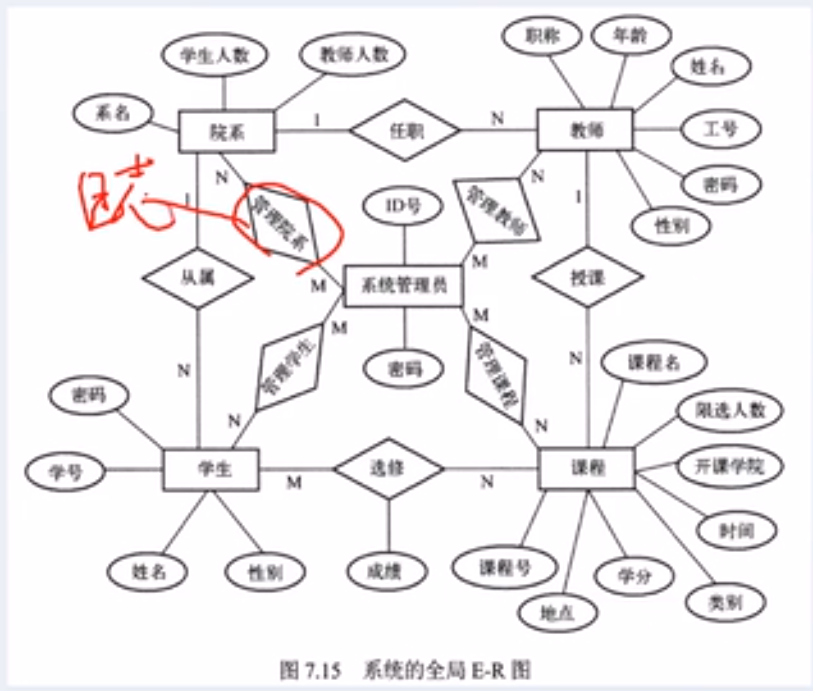 职称
年龄
学生人数
教师人数
姓名
系名
院系
1
任职
N
教师
工号
密码
性别
N
管理院系
日志
1
ID号
管理教师
N
1
M
从属
M
系统管理员
授课
M
管理学生
M
密码
管理课程
N
课程名
N
密码
N
N
限选人数
学号
学生
M
选修
N
课程
开课学院
时间
姓名
性别
成绩
课程号
地点
学分
类别
图 7.15 系统的全局 E-R 图